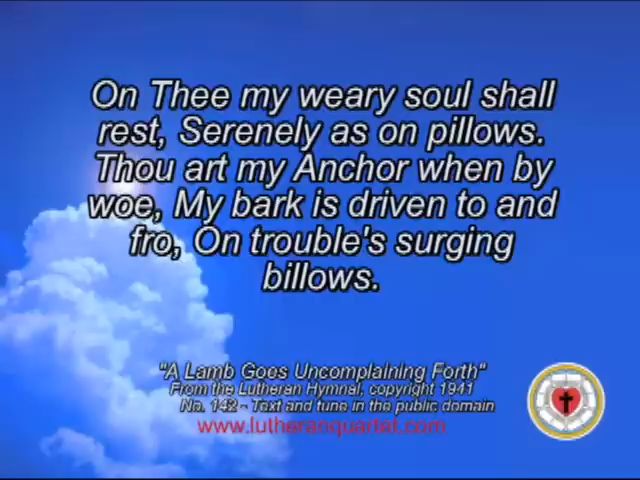 On Thee my weary soul shall
rest, Serenely as on pillows.
Thou art my Anchor when by
woe, My bark is driven to and
fro, On trouble's surging
billows.
"A Lamb Goes Uncomplaining Forth"
From the Lutheran Hymnal, copyright 1941
No. 142 - Text and tune in the public domain
www.lutheranquartet.com